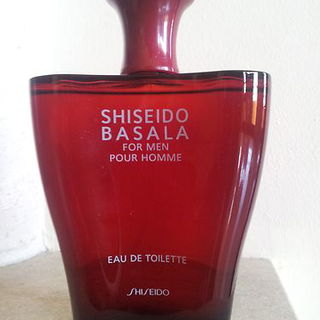 SHISEIDO
BASALA
FOR MEN
POUR HOMME
EAU DE TOILETTE
SHISEIDO